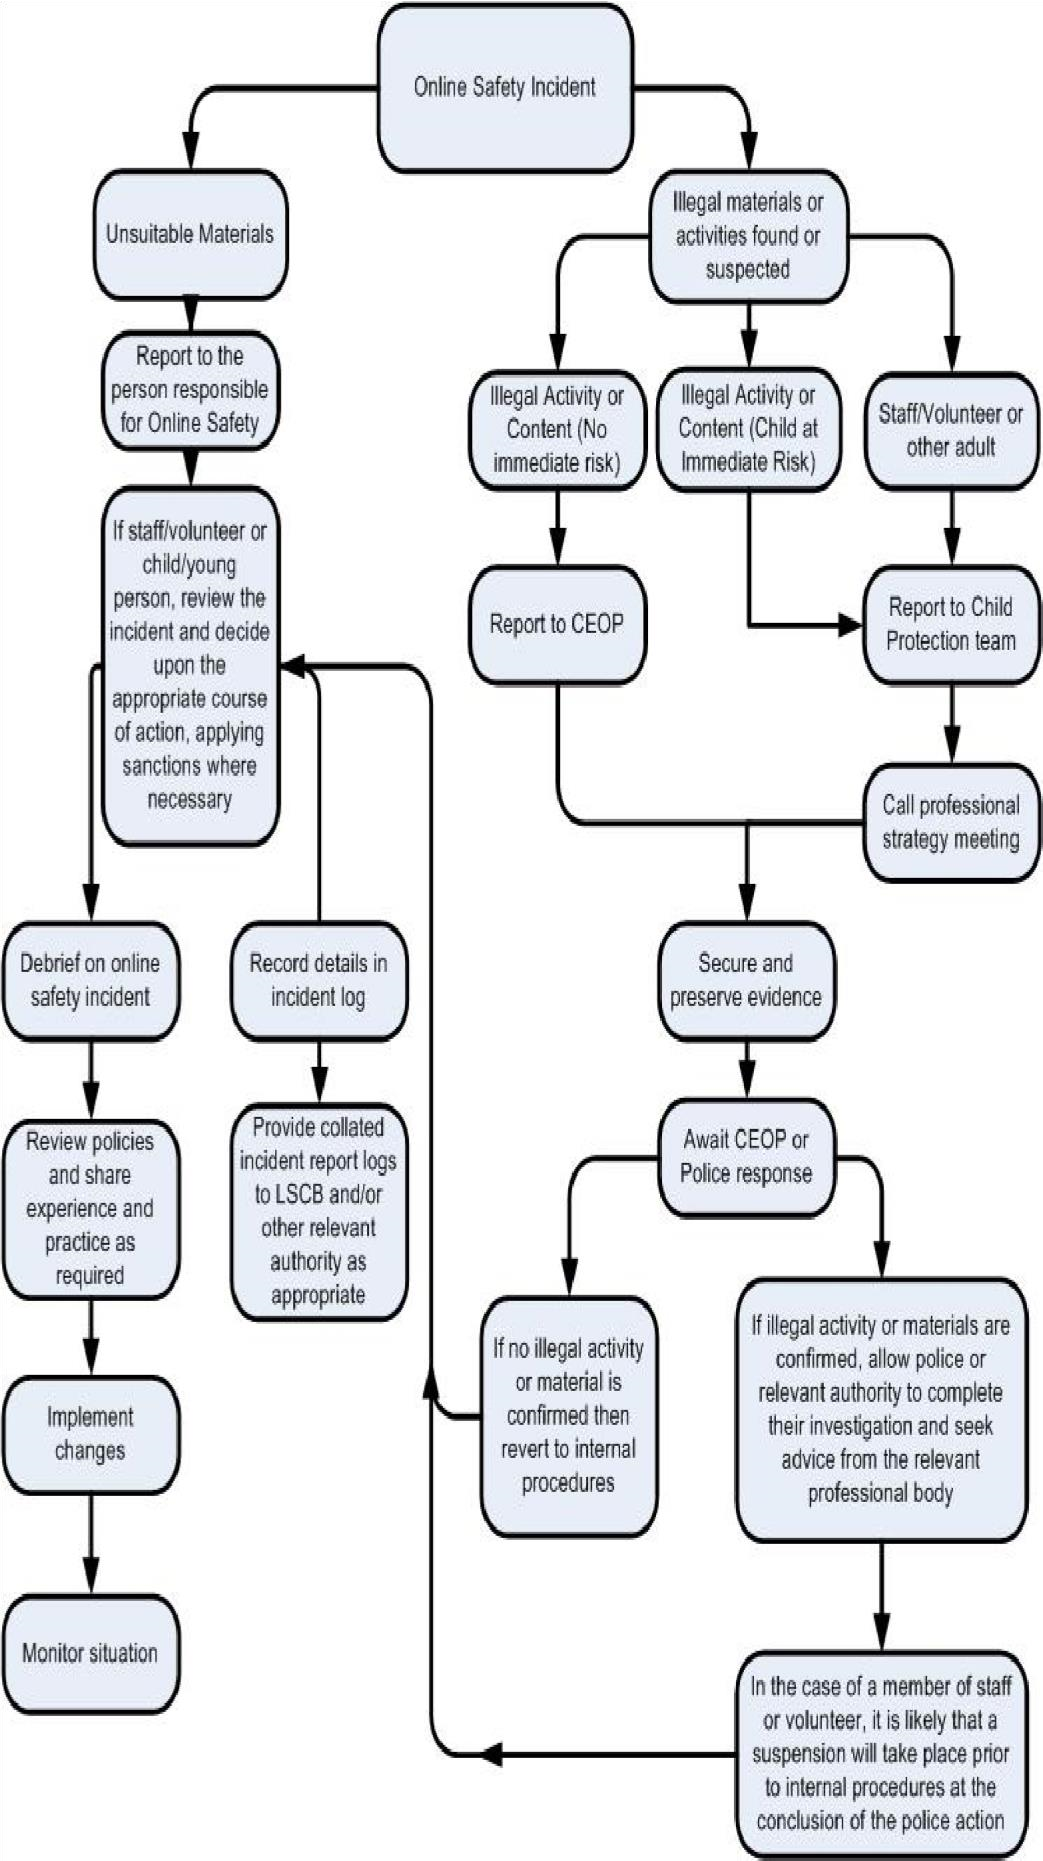 Online Safety Incident
Unsuitable Materials
Illegal materials or
activities found or
suspected
Report to the
person responsible
for Online Safety
Illegal Activity or
Content (No
immediate risk)
Illegal Activity or
Content (Child at
Immediate Risk)
Staff/Volunteer or
other adult
If staff/volunteer or
child/young
person, review the
incident and decide
upon the
appropriate course
of action, applying
sanctions where
necessary
Report to CEOP
Report to Child
Protection team
Call professional
strategy meeting
Debrief on online
safety incident
Record details in
incident log
Secure and
preserve evidence
Review policies
and share
experience and
practice as
required
Provide collated
incident report logs
to LSCB and/or
other relevant
authority as
appropriate
Await CEOP or
Police response
If no illegal activity
or material is
confirmed then
revert to internal
procedures
If illegal activity or materials are
confirmed, allow police or
relevant authority to complete
their investigation and seek
advice from the relevant
professional body
Implement
changes
Monitor situation
In the case of a member of staff
or volunteer, it is likely that a
suspension will take place prior
to internal procedures at the
conclusion of the police action